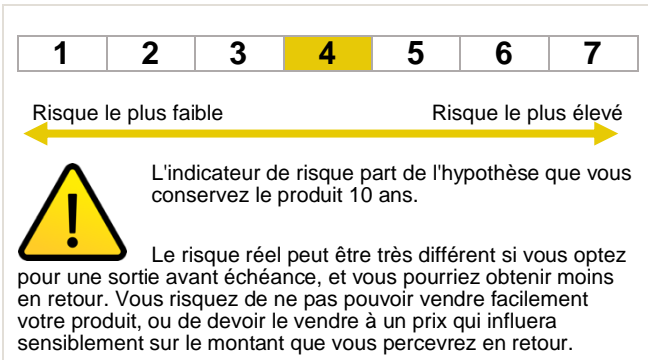 1 2 3 4 5 6 7
Risque le plus faible Risque le plus élevé
L'indicateur de risque part de l'hypothèse que vous
conservez le produit 10 ans.
Le risque réel peut être très différent si vous optez
pour une sortie avant échéance, et vous pourriez obtenir moins
en retour. Vous risquez de ne pas pouvoir vendre facilement
votre produit, ou de devoir le vendre à un prix qui influera
sensiblement sur le montant que vous percevrez en retour.